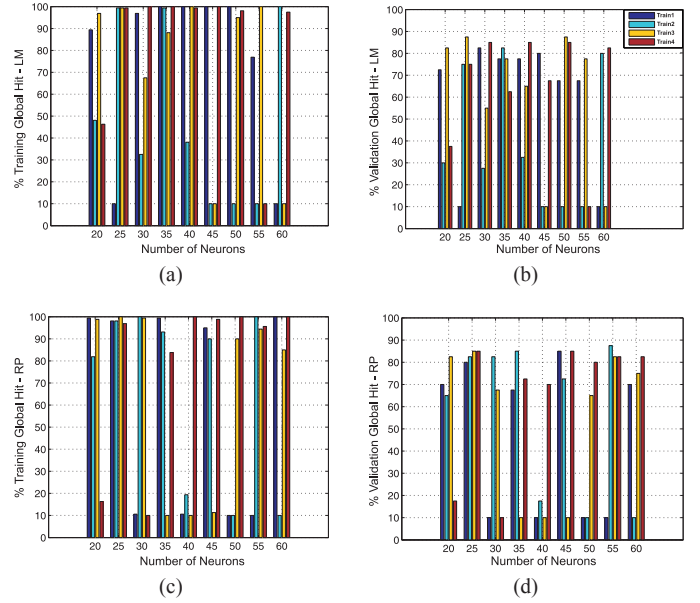 100
90
80
70
60
50
40
30
20
10
0
% Training Global Hit - LM
20 25 30 35 40 45 50 55 60
Number of Neurons
(a)
100
90
80
70
60
50
40
30
20
10
0
% Validation Global Hit - LM
Train1
Train2
Train3
Train4
20 25 30 35 40 45 50 55 60
Number of Neurons
(b)
100
90
80
70
60
50
40
30
20
10
0
% Training Global Hit - RP
20 25 30 35 40 45 50 55 60
Number of Neurons
(c)
100
90
80
70
60
50
40
30
20
10
0
% Validation Global Hit - RP
20 25 30 35 40 45 50 55 60
Number of Neurons
(d)